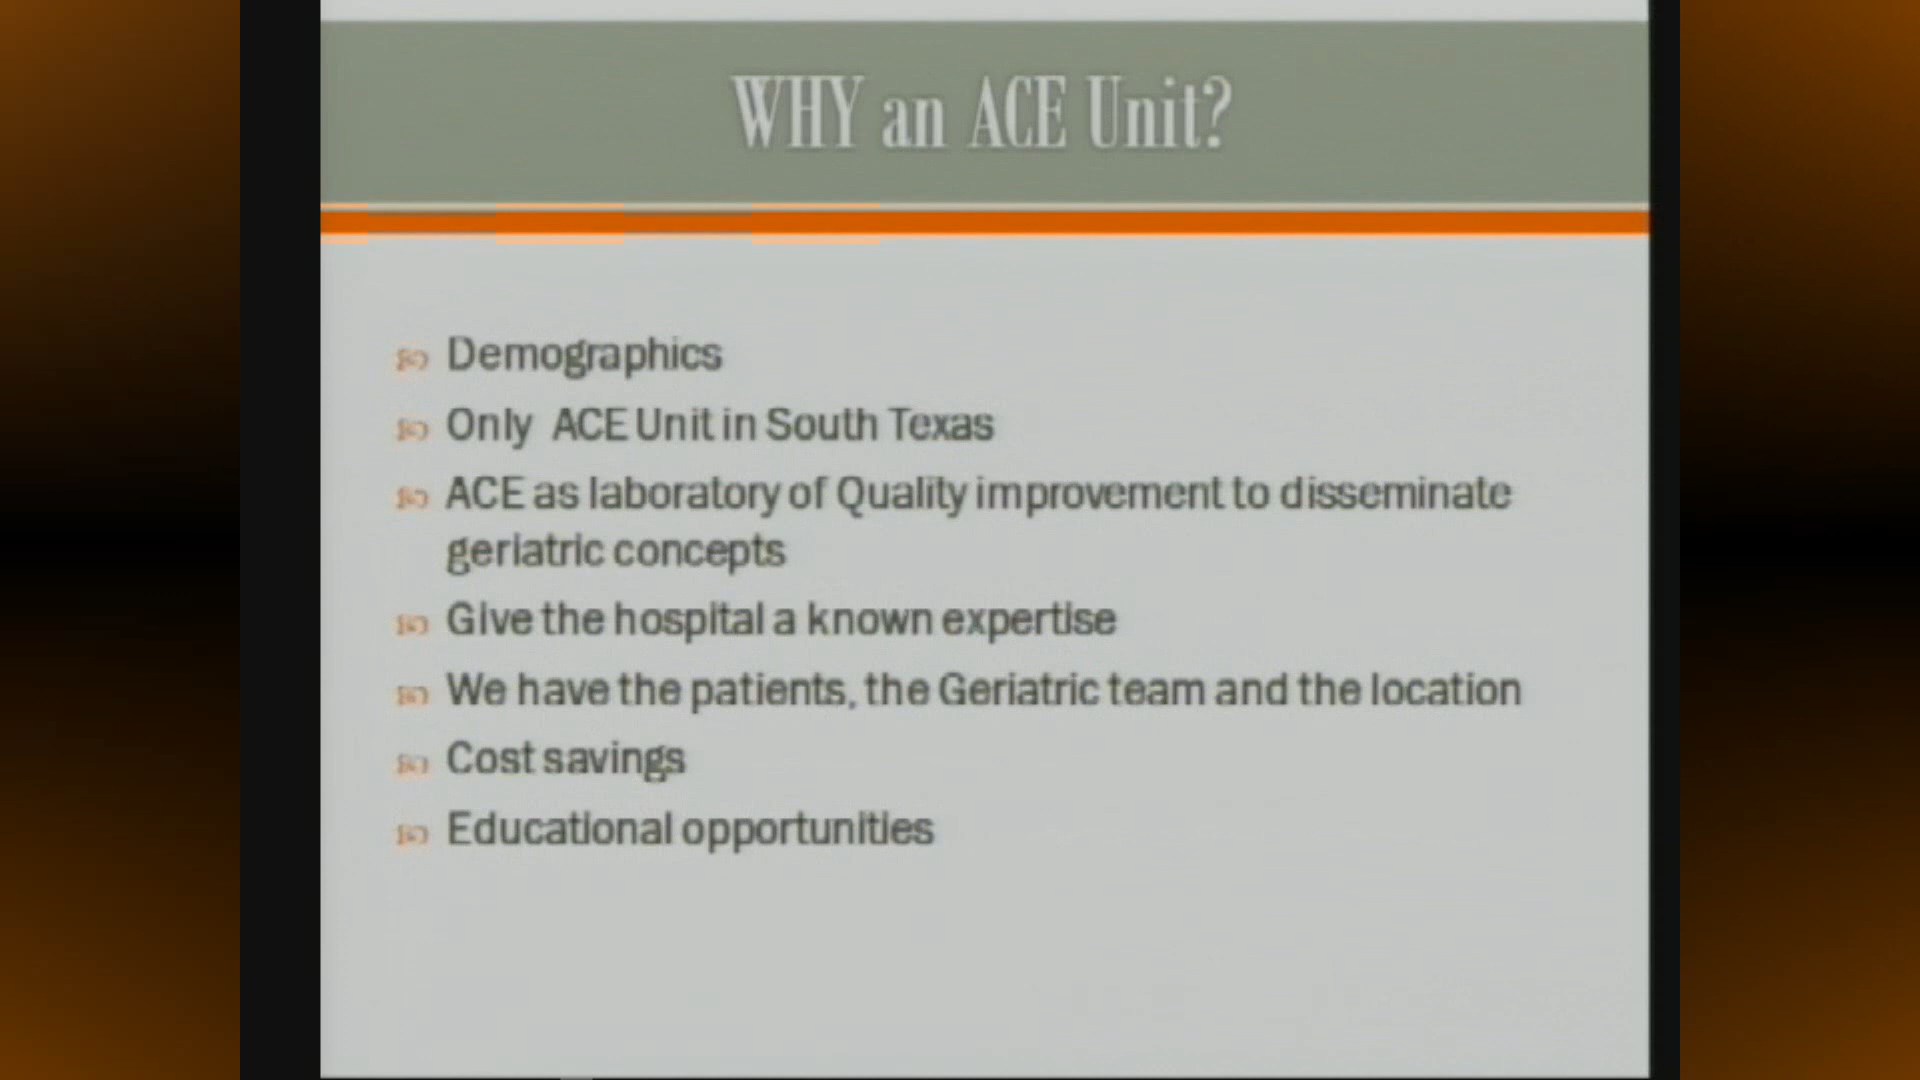 WHY an ACE Unit?
Demographics
Only ACE Unit in South Texas
ACE as laboratory of Quality improvement to disseminate
geriatric concepts
Give the hospital a known expertise
We have the patients, the Geriatric team and the location
Cost savings
Educational opportunities